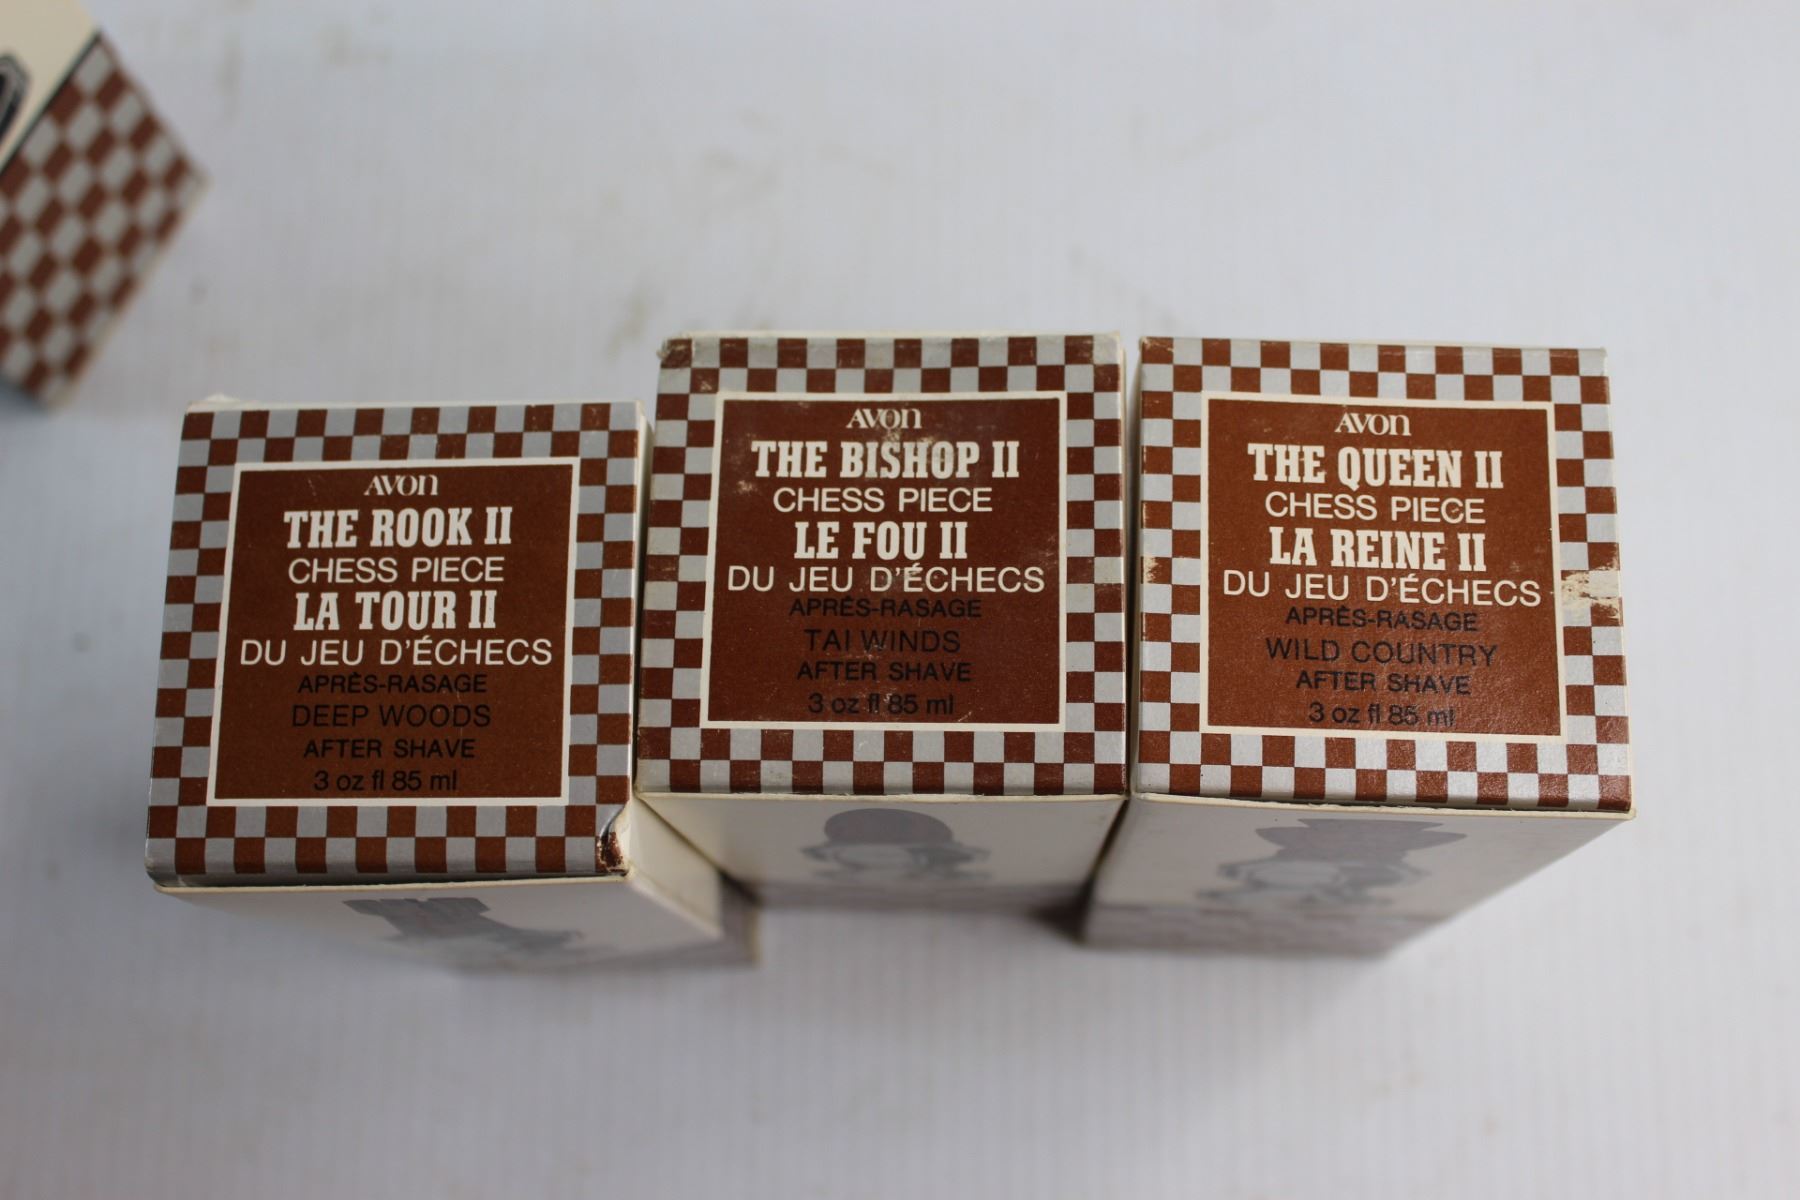 AVON
THE ROOK II
CHESS PIECE
LA TOUR II
DU JEU D'ÉCHECS
APRÈS-RASAGE
DEEP WOODS
AFTER SHAVE
3 oz fl 85 ml
AVON
THE BISHOP II
CHESS PIECE
LE FOU II
DU JEU D'ÉCHECS
APRÈS-RASAGE
TAI WINDS
AFTER SHAVE
3 oz fl 85 ml
AVON
THE QUEEN II
CHESS PIECE
LA REINE II
DU JEU D'ÉCHECS
APRÈS-RASAGE
WILD COUNTRY
AFTER SHAVE
3 oz fl 85 ml